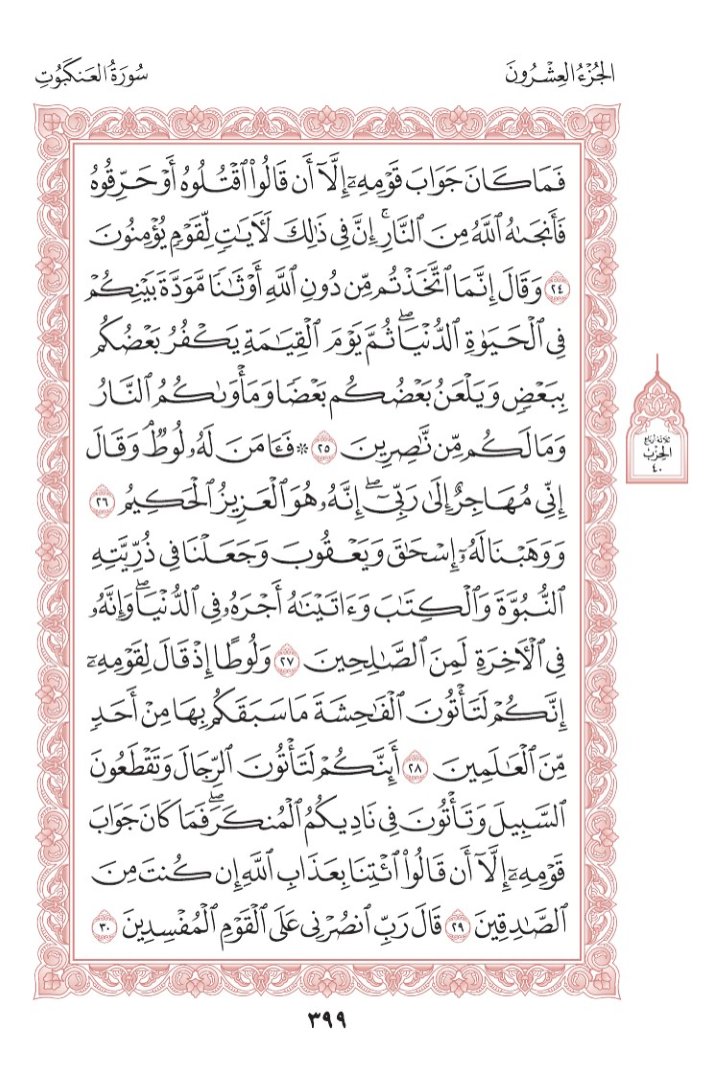 الجُزْءُ العِشْرُونَ
سُورَةُ العَنكَبُوتِ
فَمَا كَانَ جَوَابَ قَوْمِهِۦٓ إِلَّآ أَن قَالُوا۟ ٱقْتُلُوهُ أَوْ حَرِّقُوهُ
فَأَنجَىٰهُ ٱللَّهُ مِنَ ٱلنَّارِۚ إِنَّ فِى ذَٰلِكَ لَـَٔايَٰتٍ لِّقَوْمٍ يُؤْمِنُونَ
٢٤ وَقَالَ إِنَّمَا ٱتَّخَذْتُم مِّن دُونِ ٱللَّهِ أَوْثَٰنًا مَّوَدَّةَ بَيْنِكُمْ
فِى ٱلْحَيَوٰةِ ٱلدُّنْيَاۖ ثُمَّ يَوْمَ ٱلْقِيَٰمَةِ يَكْفُرُ بَعْضُكُم
بِبَعْضٍ وَيَلْعَنُ بَعْضُكُم بَعْضًا وَمَأْوَىٰكُمُ ٱلنَّارُ
وَمَا لَكُم مِّن نَّٰصِرِينَ ٢٥ ۞ فَـَٔامَنَ لَهُۥ لُوطٌۘ وَقَالَ
إِنِّى مُهَاجِرٌ إِلَىٰ رَبِّىٓۖ إِنَّهُۥ هُوَ ٱلْعَزِيزُ ٱلْحَكِيمُ ٢٦
وَوَهَبْنَا لَهُۥٓ إِسْحَٰقَ وَيَعْقُوبَ وَجَعَلْنَا فِى ذُرِّيَّتِهِ
ٱلنُّبُوَّةَ وَٱلْكِتَٰبَ وَءَاتَيْنَٰهُ أَجْرَهُۥ فِى ٱلدُّنْيَاۖ وَإِنَّهُۥ
فِى ٱلْـَٔاخِرَةِ لَمِنَ ٱلصَّٰلِحِينَ ٢٧ وَلُوطًا إِذْ قَالَ لِقَوْمِهِۦٓ
إِنَّكُمْ لَتَأْتُونَ ٱلْفَٰحِشَةَ مَا سَبَقَكُم بِهَا مِنْ أَحَدٍ
مِّنَ ٱلْعَٰلَمِينَ ٢٨ أَئِنَّكُمْ لَتَأْتُونَ ٱلرِّجَالَ وَتَقْطَعُونَ
ٱلسَّبِيلَ وَتَأْتُونَ فِى نَادِيكُمُ ٱلْمُنكَرَۖ فَمَا كَانَ جَوَابَ
قَوْمِهِۦٓ إِلَّآ أَن قَالُوا۟ ٱئْتِنَا بِعَذَابِ ٱللَّهِ إِن كُنتَ مِنَ
ٱلصَّٰدِقِينَ ٢٩ قَالَ رَبِّ ٱنصُرْنِى عَلَى ٱلْقَوْمِ ٱلْمُفْسِدِينَ ٣٠
ثلاثة أرباع
الحِزْب
٤٠
٣٩٩